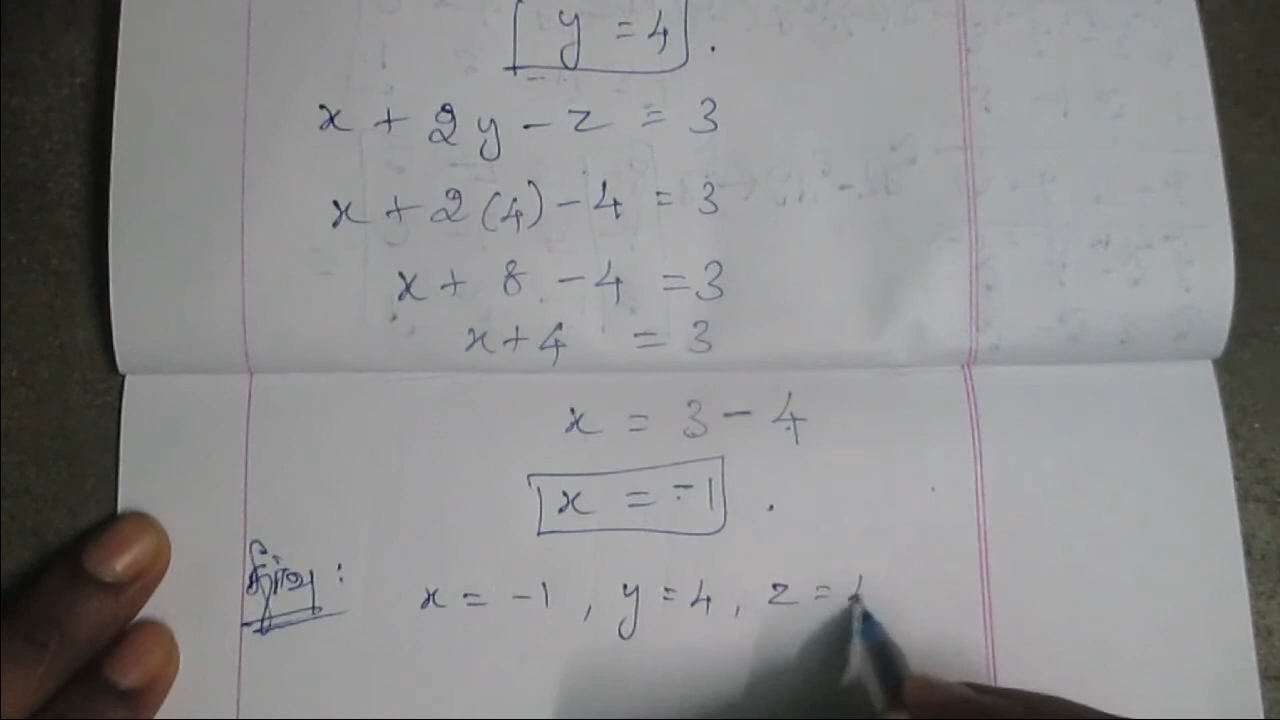 y = 4 .
x + 2y - z = 3
x + 2(4) - 4 = 3
x + 8 - 4 = 3
x + 4 = 3
x = 3 - 4
x = -1 .
தீர்வு : x = -1 , y = 4 , z =